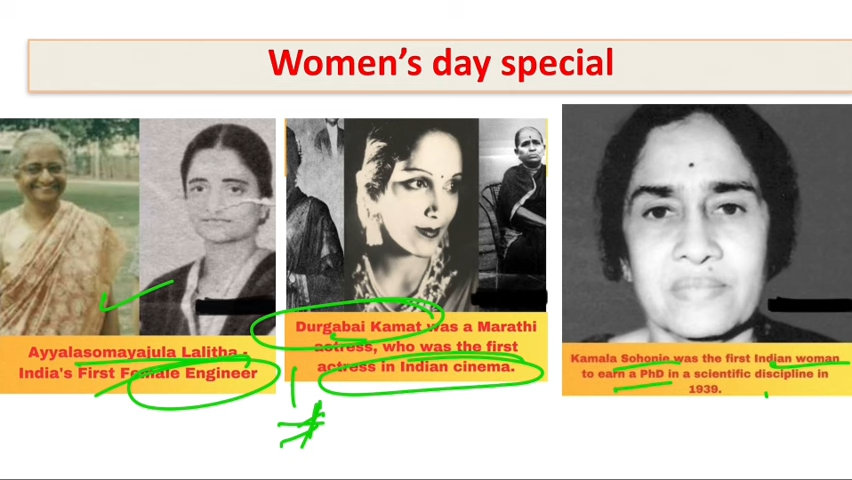 Women's day special
Ayyalasomayajula Lalitha -
India's First Female Engineer
Durgabai Kamat was a Marathi
actress, who was the first
actress in Indian cinema.
Kamala Sohonie was the first Indian woman
to earn a PhD in a scientific discipline in
1939.